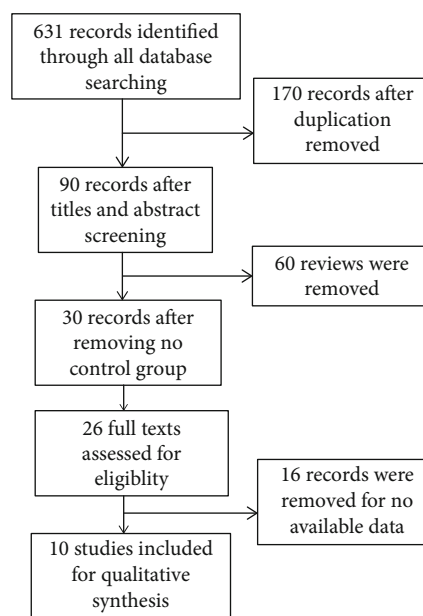 631 records identified
through all database
searching
170 records after
duplication
removed
90 records after
titles and abstract
screening
60 reviews were
removed
30 records after
removing no
control group
26 full texts
assessed for
eligiblity
16 records were
removed for no
available data
10 studies included
for qualitative
synthesis